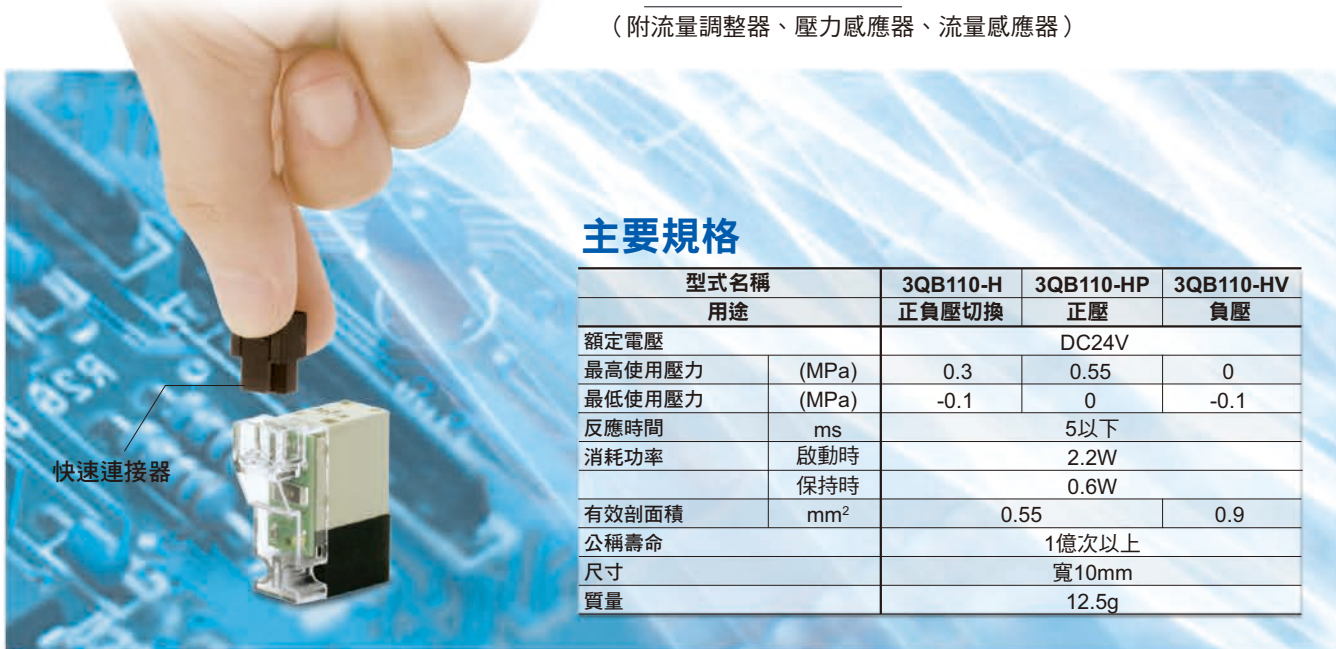 （附流量調整器、壓力感應器、流量感應器）
主要規格
型式名稱 3QB110-H 3QB110-HP 3QB110-HV
用途 正負壓切換 正壓 負壓
額定電壓 DC24V
最高使用壓力 (MPa) 0.3 0.55 0
最低使用壓力 (MPa) -0.1 0 -0.1
反應時間 ms 5以下
消耗功率 啟動時 2.2W
保持時 0.6W
有效剖面積 mm² 0.55 0.9
公稱壽命 1億次以上
尺寸 寬10mm
質量 12.5g
快速連接器
R20